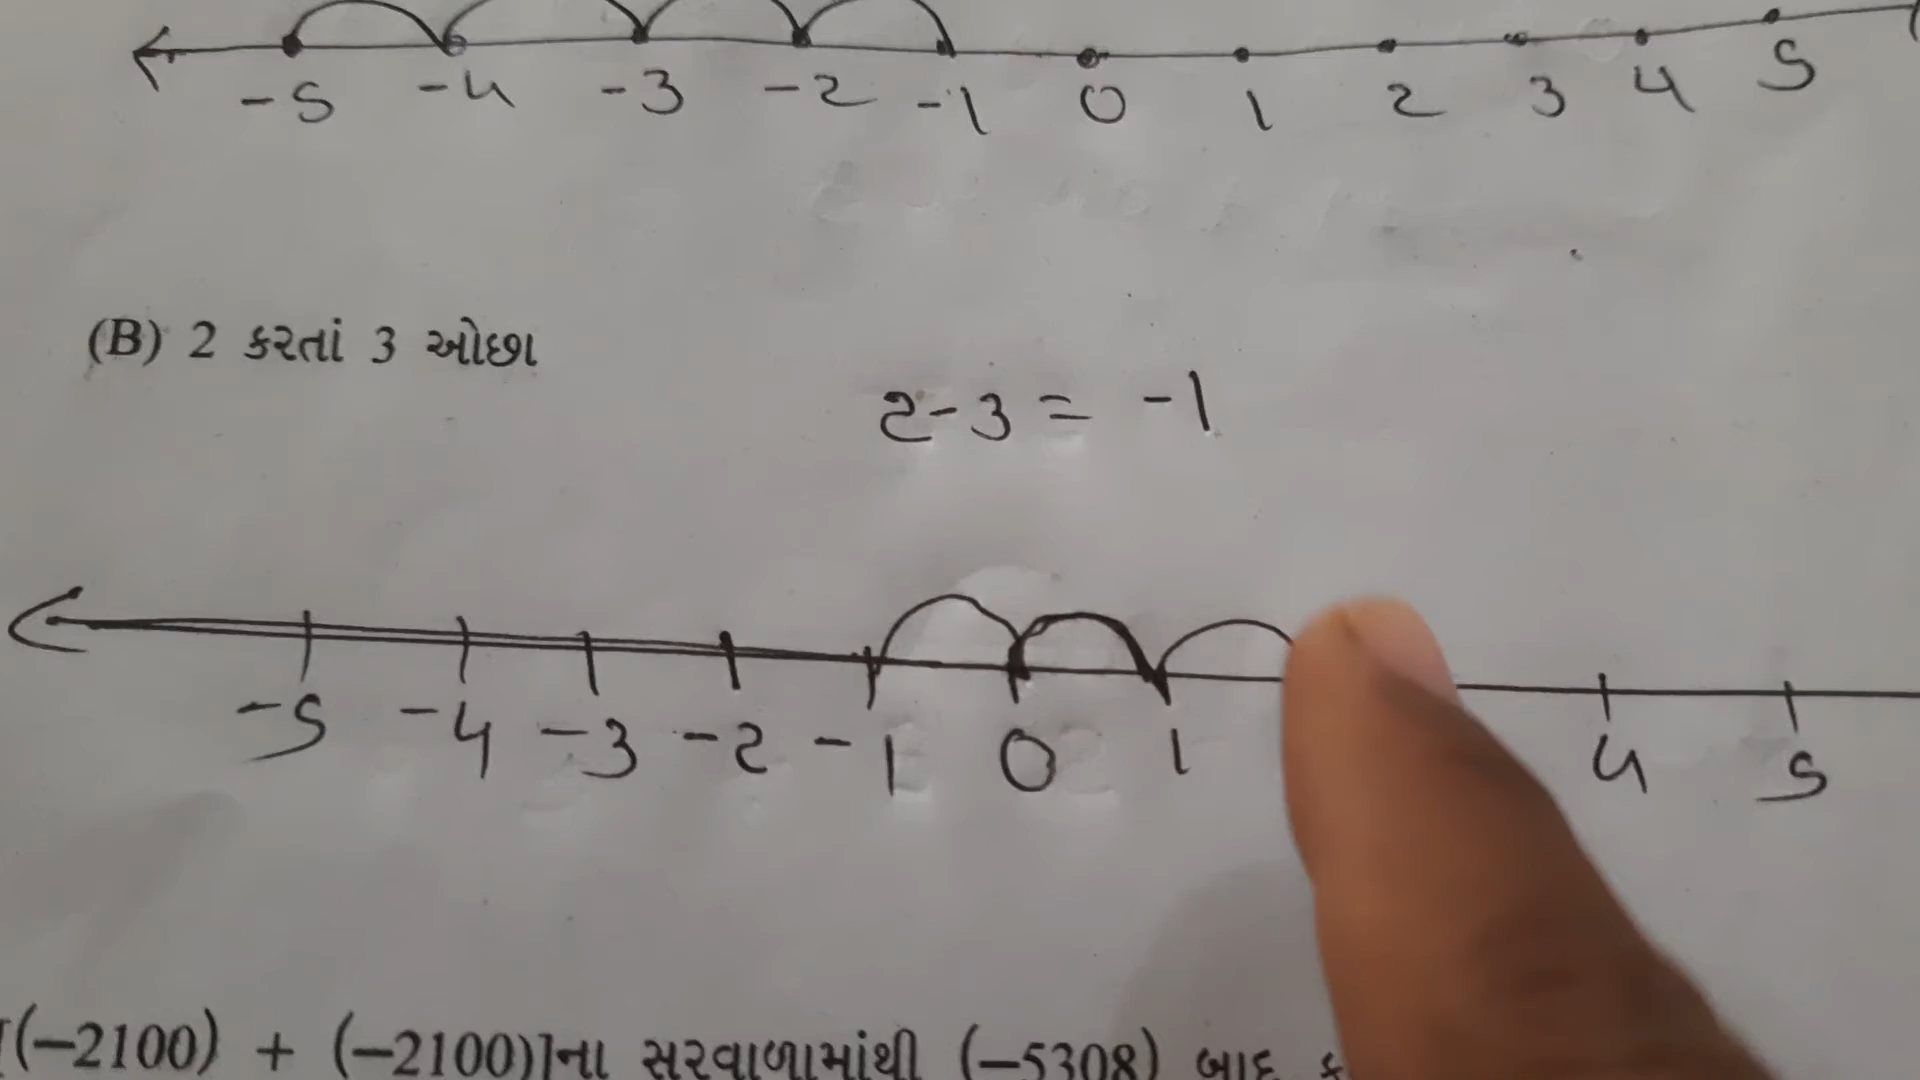 -5 -4 -3 -2 -1 0 1 2 3 4 5
(B) 2 કરતાં 3 ઓછા
2-3 = -1
-5 -4 -3 -2 -1 0 1 4 5
[(−2100) + (−2100)]ના સરવાળામાંથી (−5308) બાદ